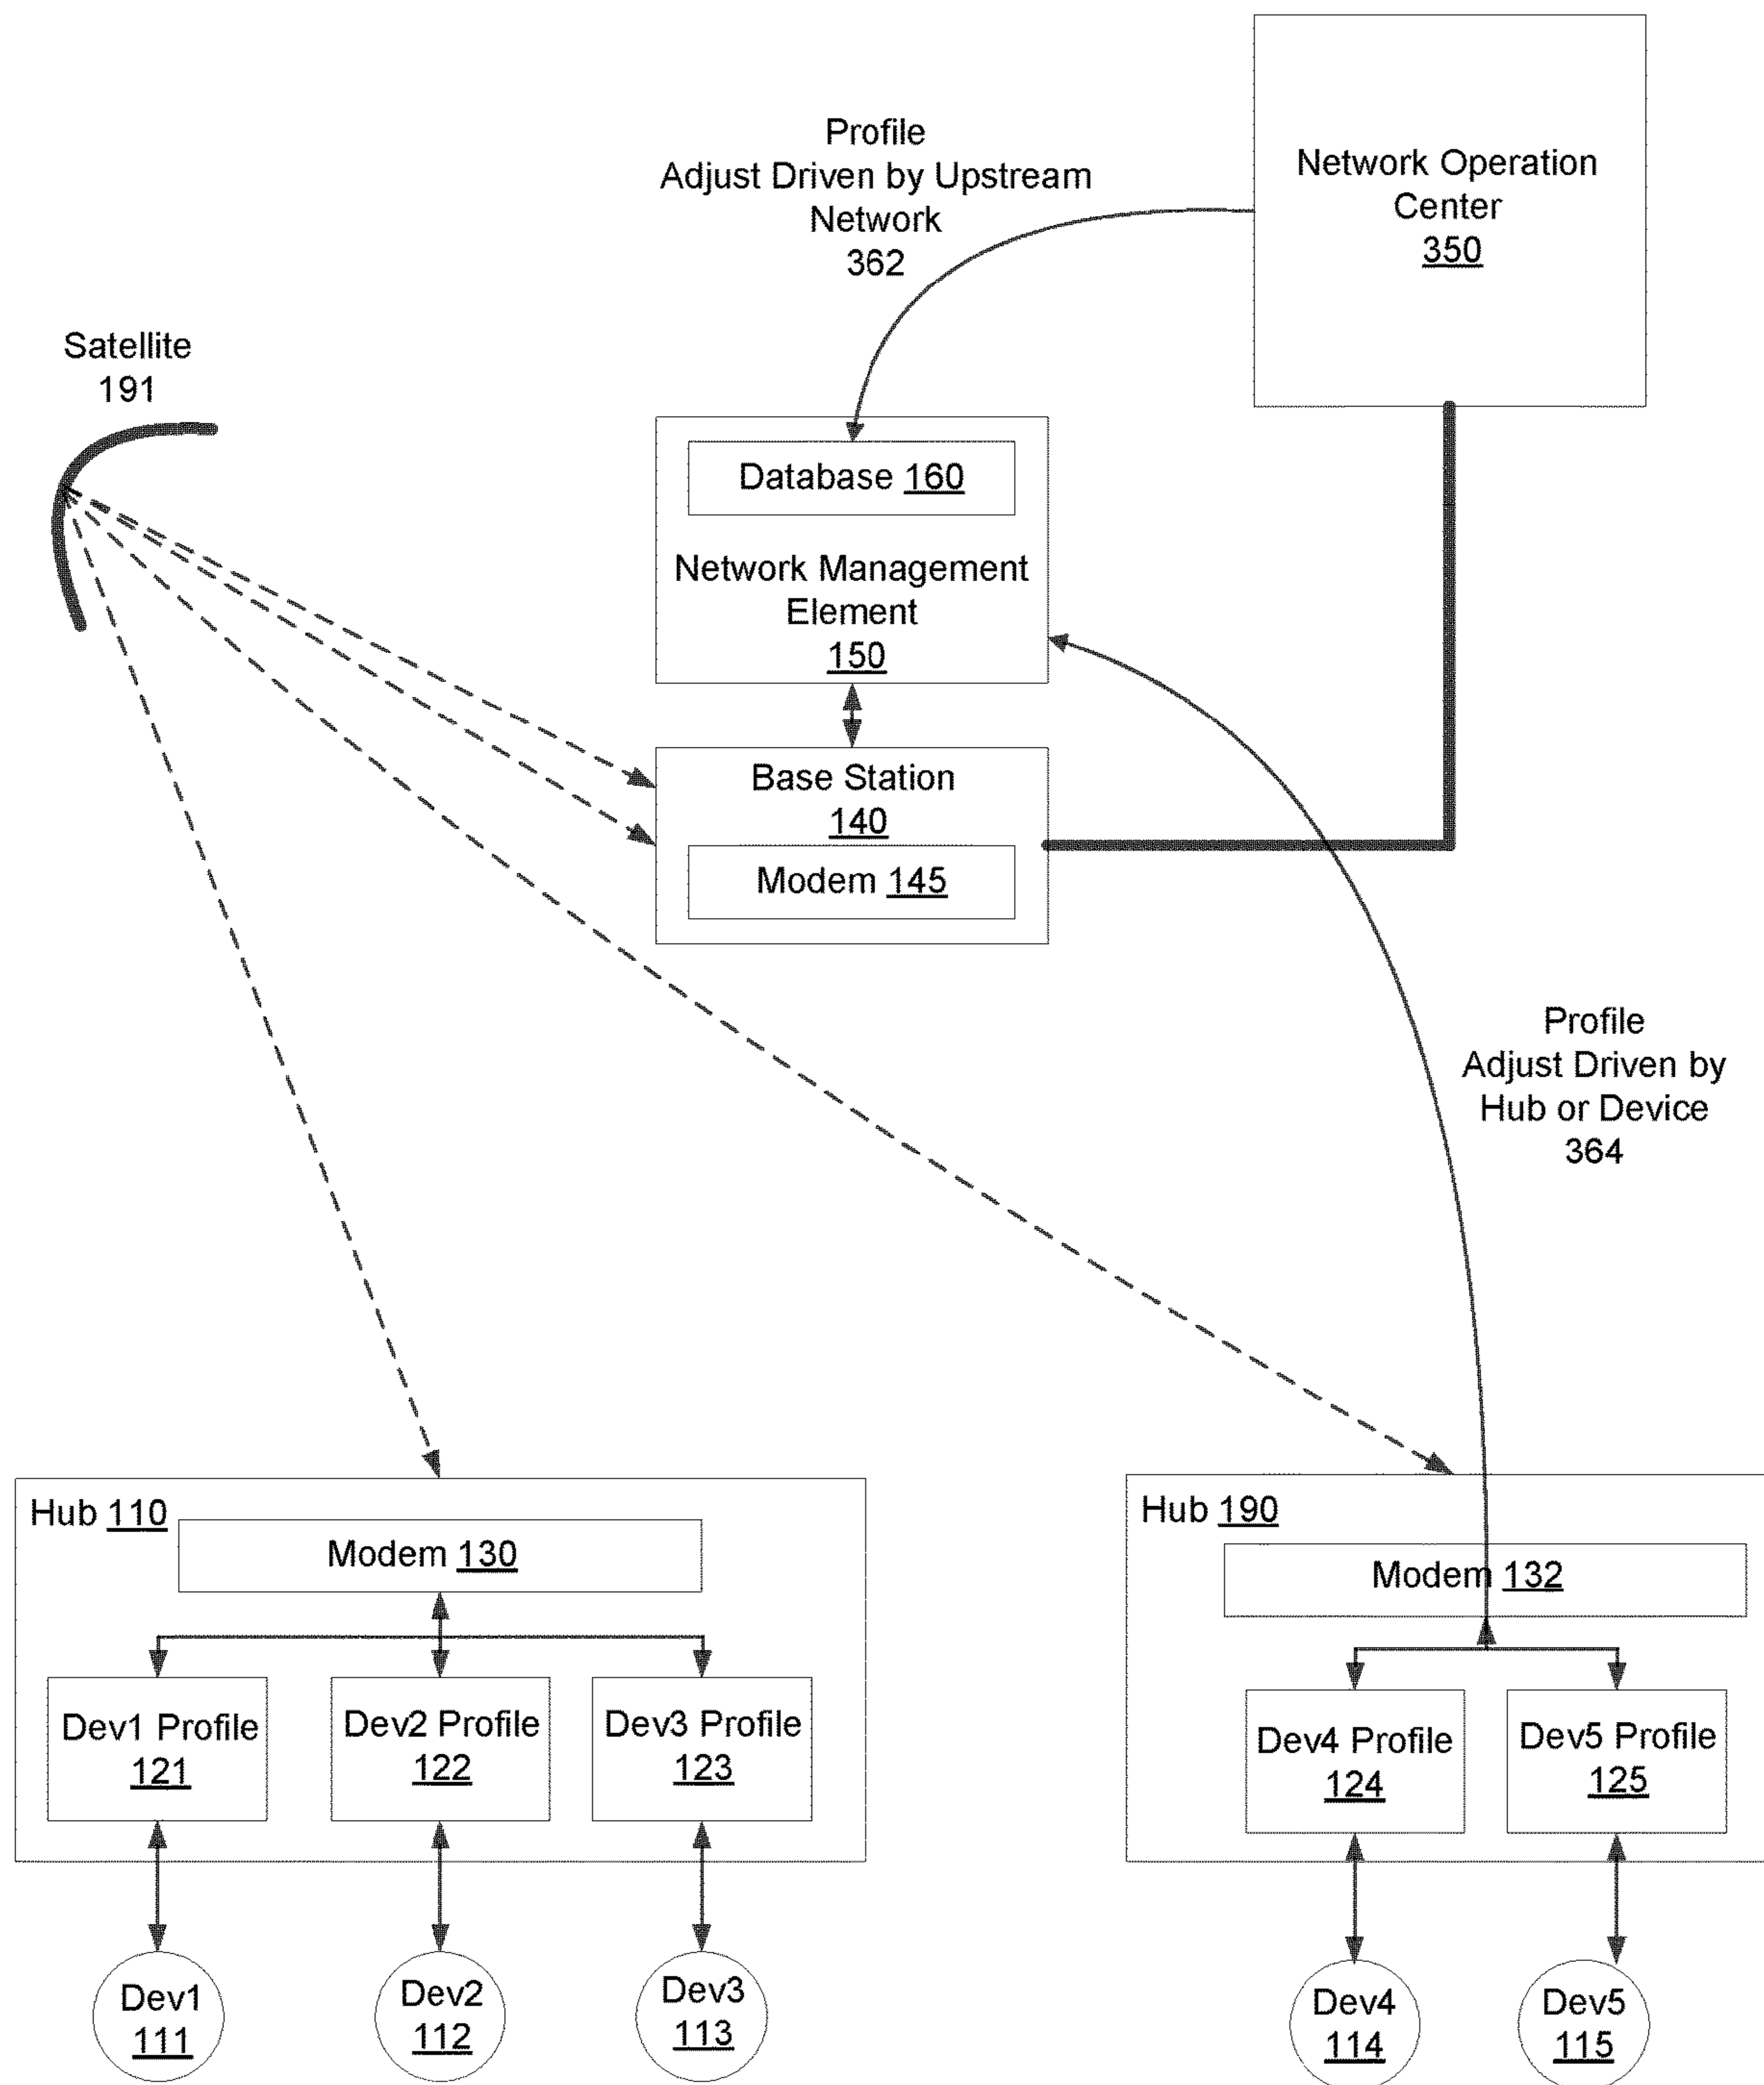 Profile
Adjust Driven by Upstream
Network
362
Network Operation
Center
350
Satellite
191
Database 160
Network Management
Element
150
Base Station
140
Modem 145
Profile
Adjust Driven by
Hub or Device
364
Hub 110
Modem 130
Dev1 Profile
121
Dev2 Profile
122
Dev3 Profile
123
Dev1
111
Dev2
112
Dev3
113
Hub 190
Modem 132
Dev4 Profile
124
Dev5 Profile
125
Dev4
114
Dev5
115